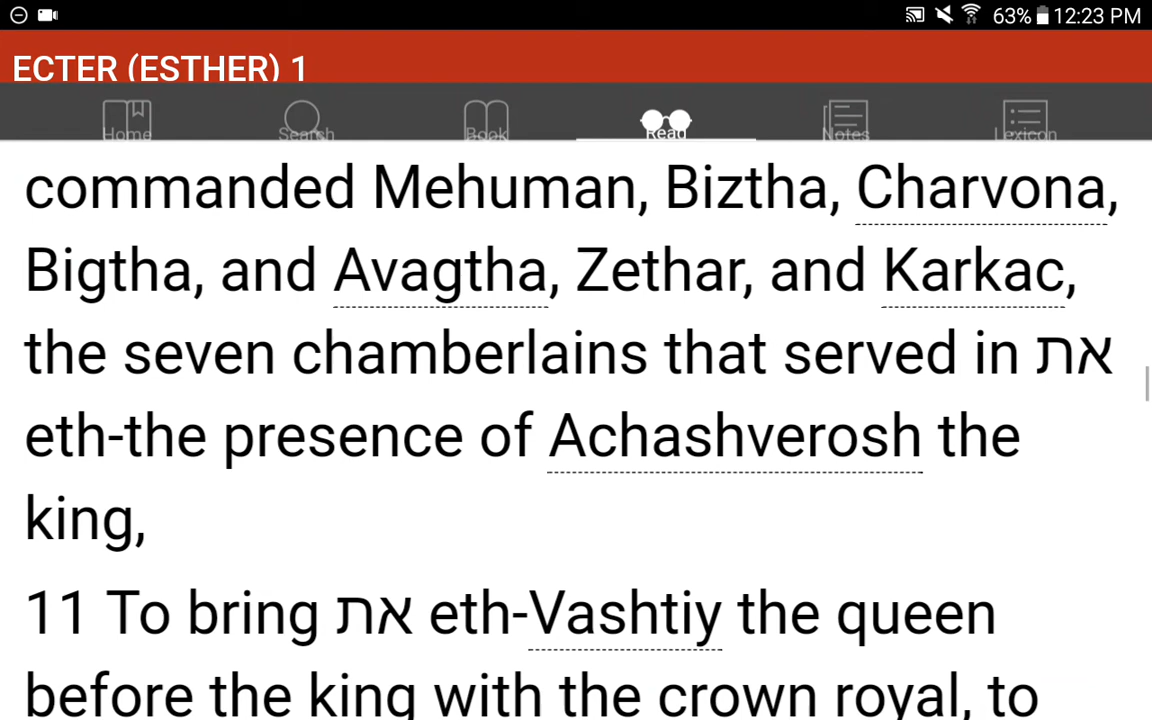 63% 12:23 PM
ECTER (ESTHER) 1
Home Search Book Read Notes Lexicon
commanded Mehuman, Biztha, Charvona,
Bigtha, and Avagtha, Zethar, and Karkac,
the seven chamberlains that served in את
eth-the presence of Achashverosh the
king,
11 To bring את eth-Vashtiy the queen
before the king with the crown royal, to